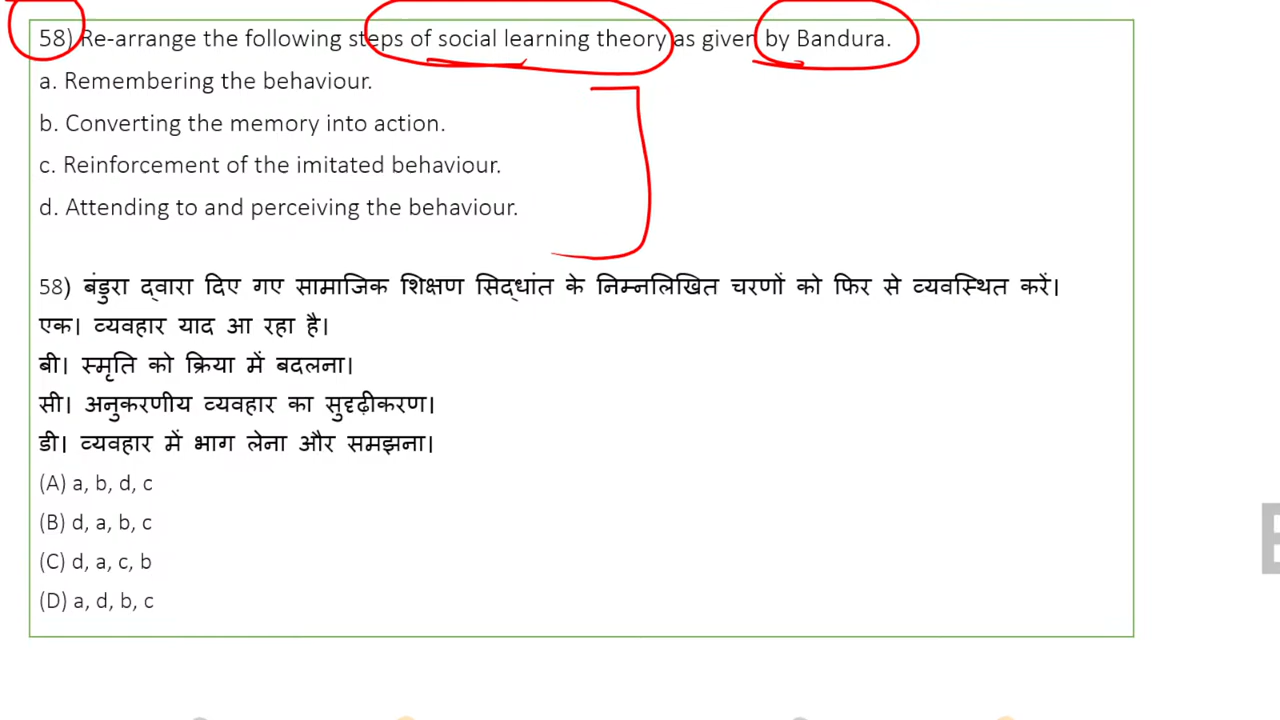 58) Re-arrange the following steps of social learning theory as given by Bandura.
a. Remembering the behaviour.
b. Converting the memory into action.
c. Reinforcement of the imitated behaviour.
d. Attending to and perceiving the behaviour.
58) बंडुरा द्वारा दिए गए सामाजिक शिक्षण सिद्धांत के निम्नलिखित चरणों को फिर से व्यवस्थित करें।
एक। व्यवहार याद आ रहा है।
बी। स्मृति को क्रिया में बदलना।
सी। अनुकरणीय व्यवहार का सुदृढ़ीकरण।
डी। व्यवहार में भाग लेना और समझना।
(A) a, b, d, c
(B) d, a, b, c
(C) d, a, c, b
(D) a, d, b, c